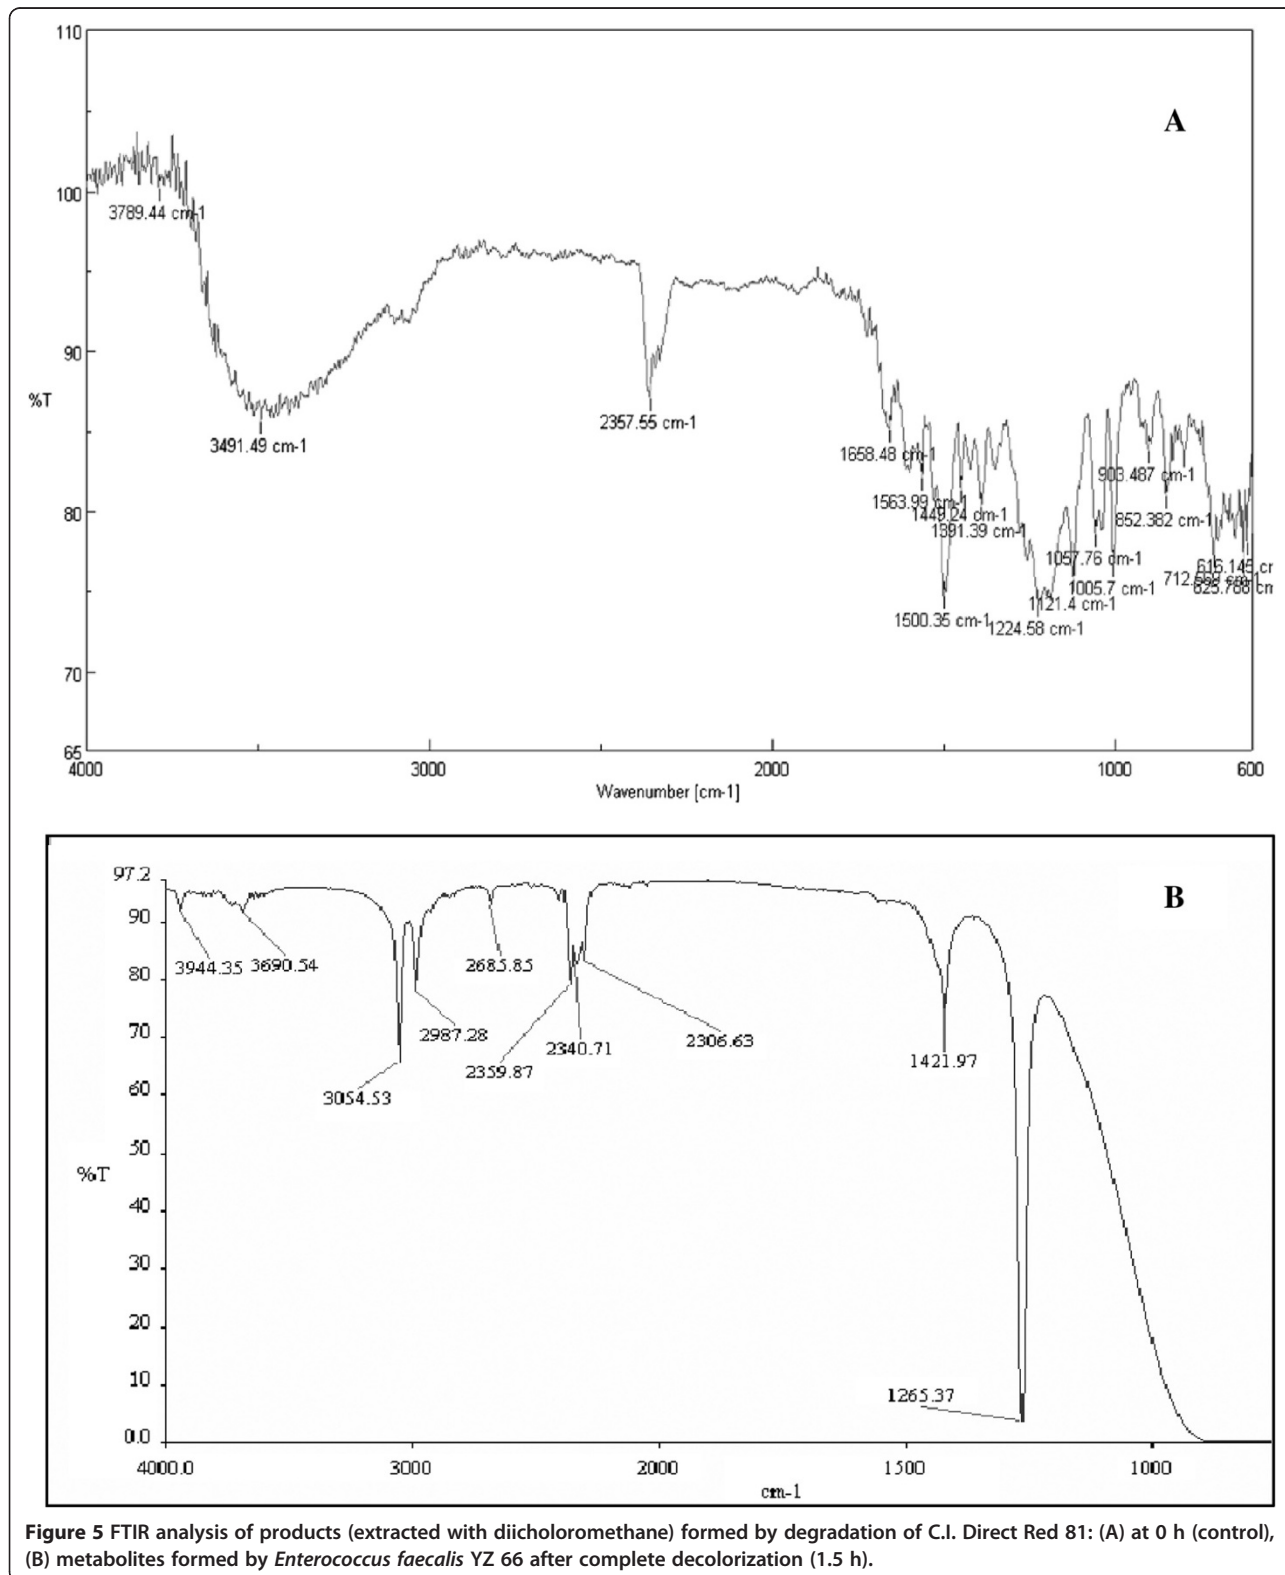 110
A
100
3789.44 cm-1
90
%T
2357.55 cm-1
3491.49 cm-1
1658.48 cm-1
903.487 cm-1
1563.99 cm-1
1449.24 cm-1
852.382 cm-1
80
1391.39 cm-1
1057.76 cm-1
616.145 cm
1005.7 cm-1
1121.4 cm-1
1500.35 cm-1
1224.58 cm-1
70
65
4000
3000
2000
1000
600
Wavenumber [cm-1]
97.2
B
90
3944.35
3690.54
2685.85
80
2987.28
2306.63
70
2340.71
1421.97
2359.87
60
3054.53
50
%T
40
30
20
10
1265.37
0.0
4000.0
3000
2000
1500
1000
cm-1
Figure 5 FTIR analysis of products (extracted with diicholoromethane) formed by degradation of C.I. Direct Red 81: (A) at 0 h (control),
(B) metabolites formed by Enterococcus faecalis YZ 66 after complete decolorization (1.5 h).